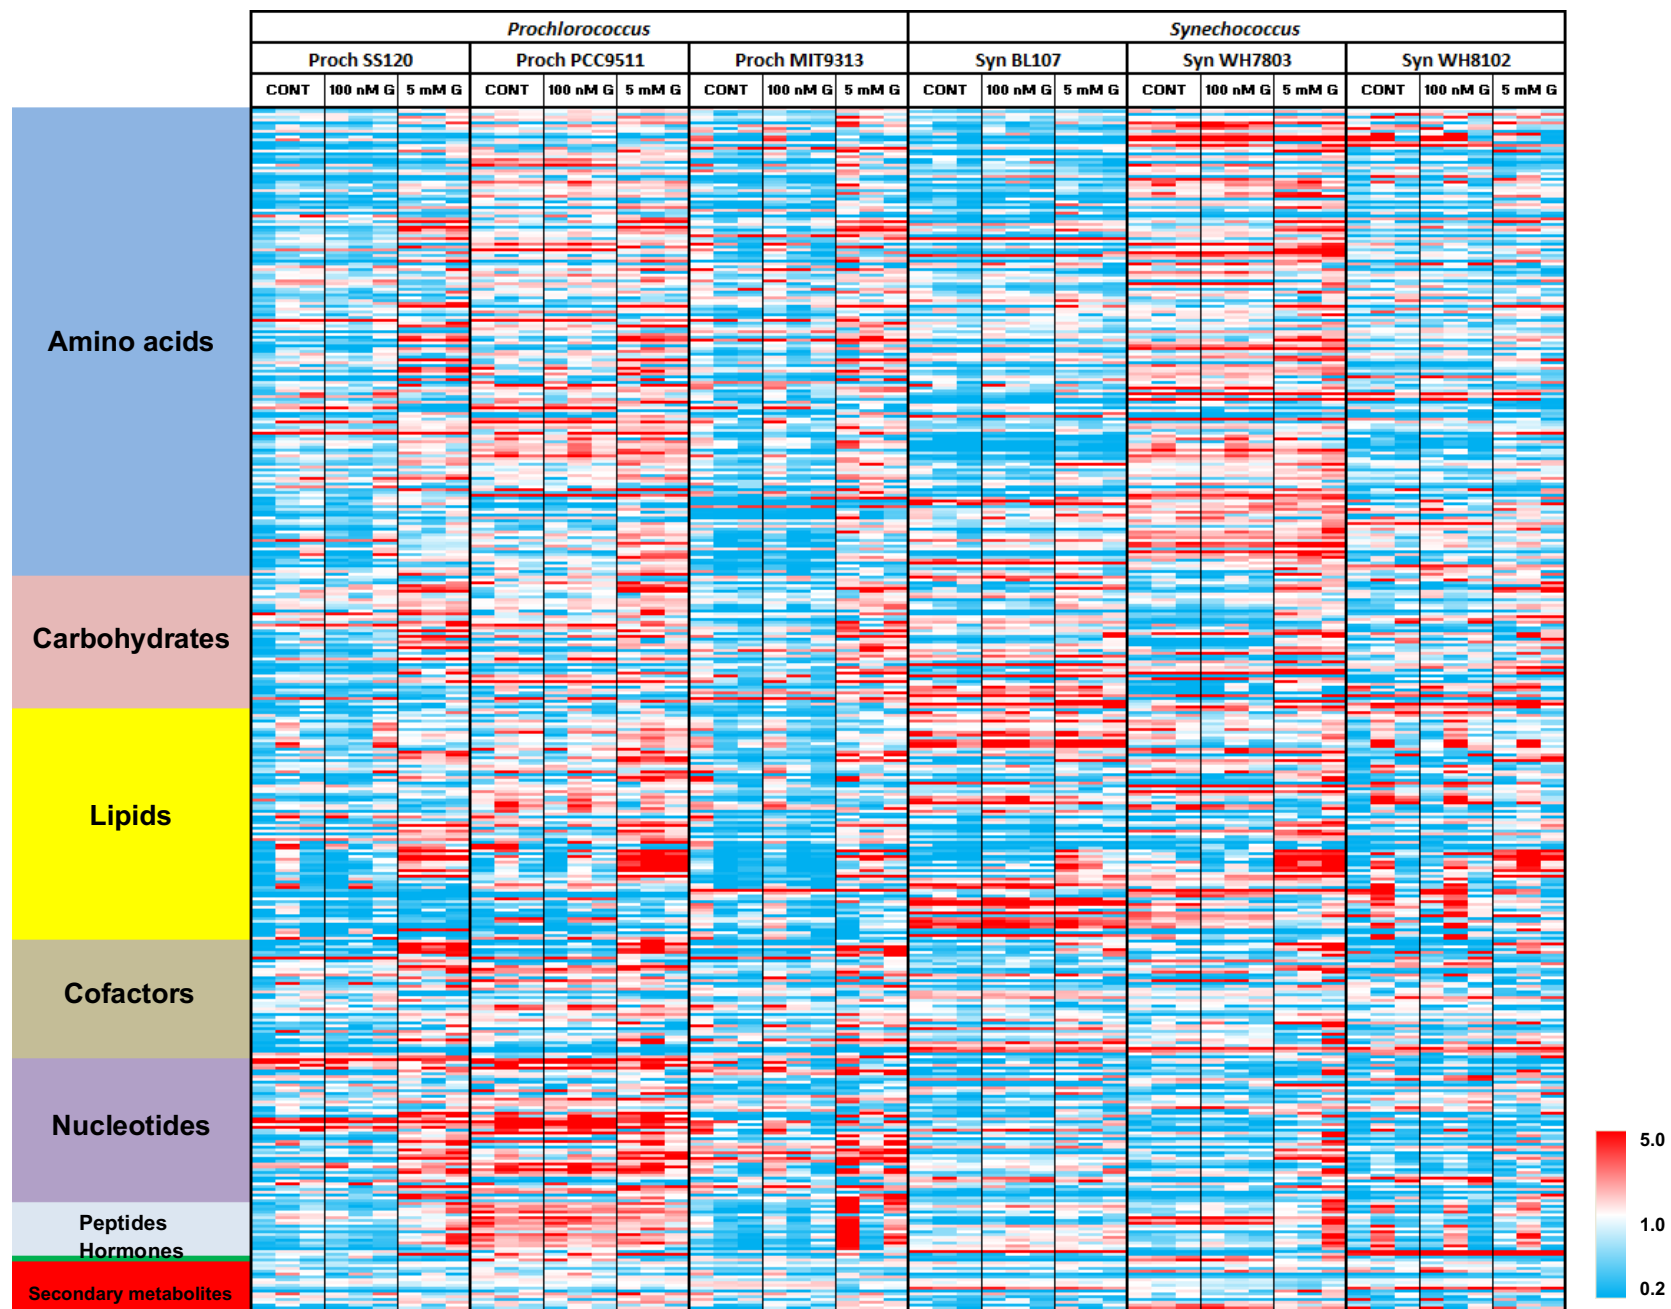 Prochlorococcus Synechococcus
Proch SS120 Proch PCC9511 Proch MIT9313 Syn BL107 Syn WH7803 Syn WH8102
CONT 100 nM G 5 mM G CONT 100 nM G 5 mM G CONT 100 nM G 5 mM G CONT 100 nM G 5 mM G CONT 100 nM G 5 mM G CONT 100 nM G 5 mM G
Amino acids
Carbohydrates
Lipids
Cofactors
Nucleotides
Peptides
Hormones
Secondary metabolites
5.0
1.0
0.2